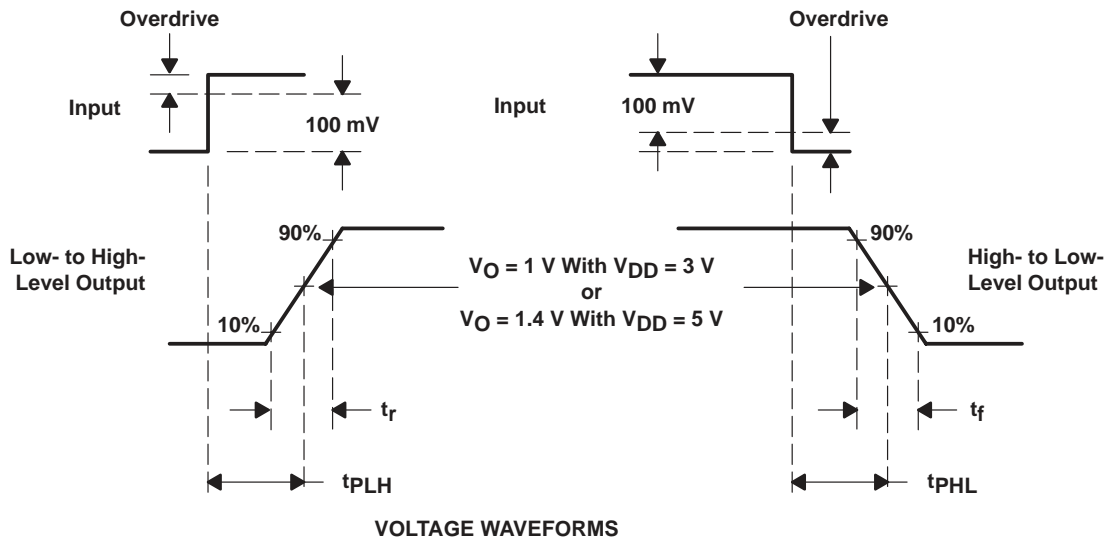 Overdrive
Overdrive
Input
100 mV
Input
100 mV
Low- to High-
Level Output
90%
10%
VO = 1 V With VDD = 3 V
or
VO = 1.4 V With VDD = 5 V
90%
10%
High- to Low-
Level Output
tr
tf
tPLH
tPHL
VOLTAGE WAVEFORMS